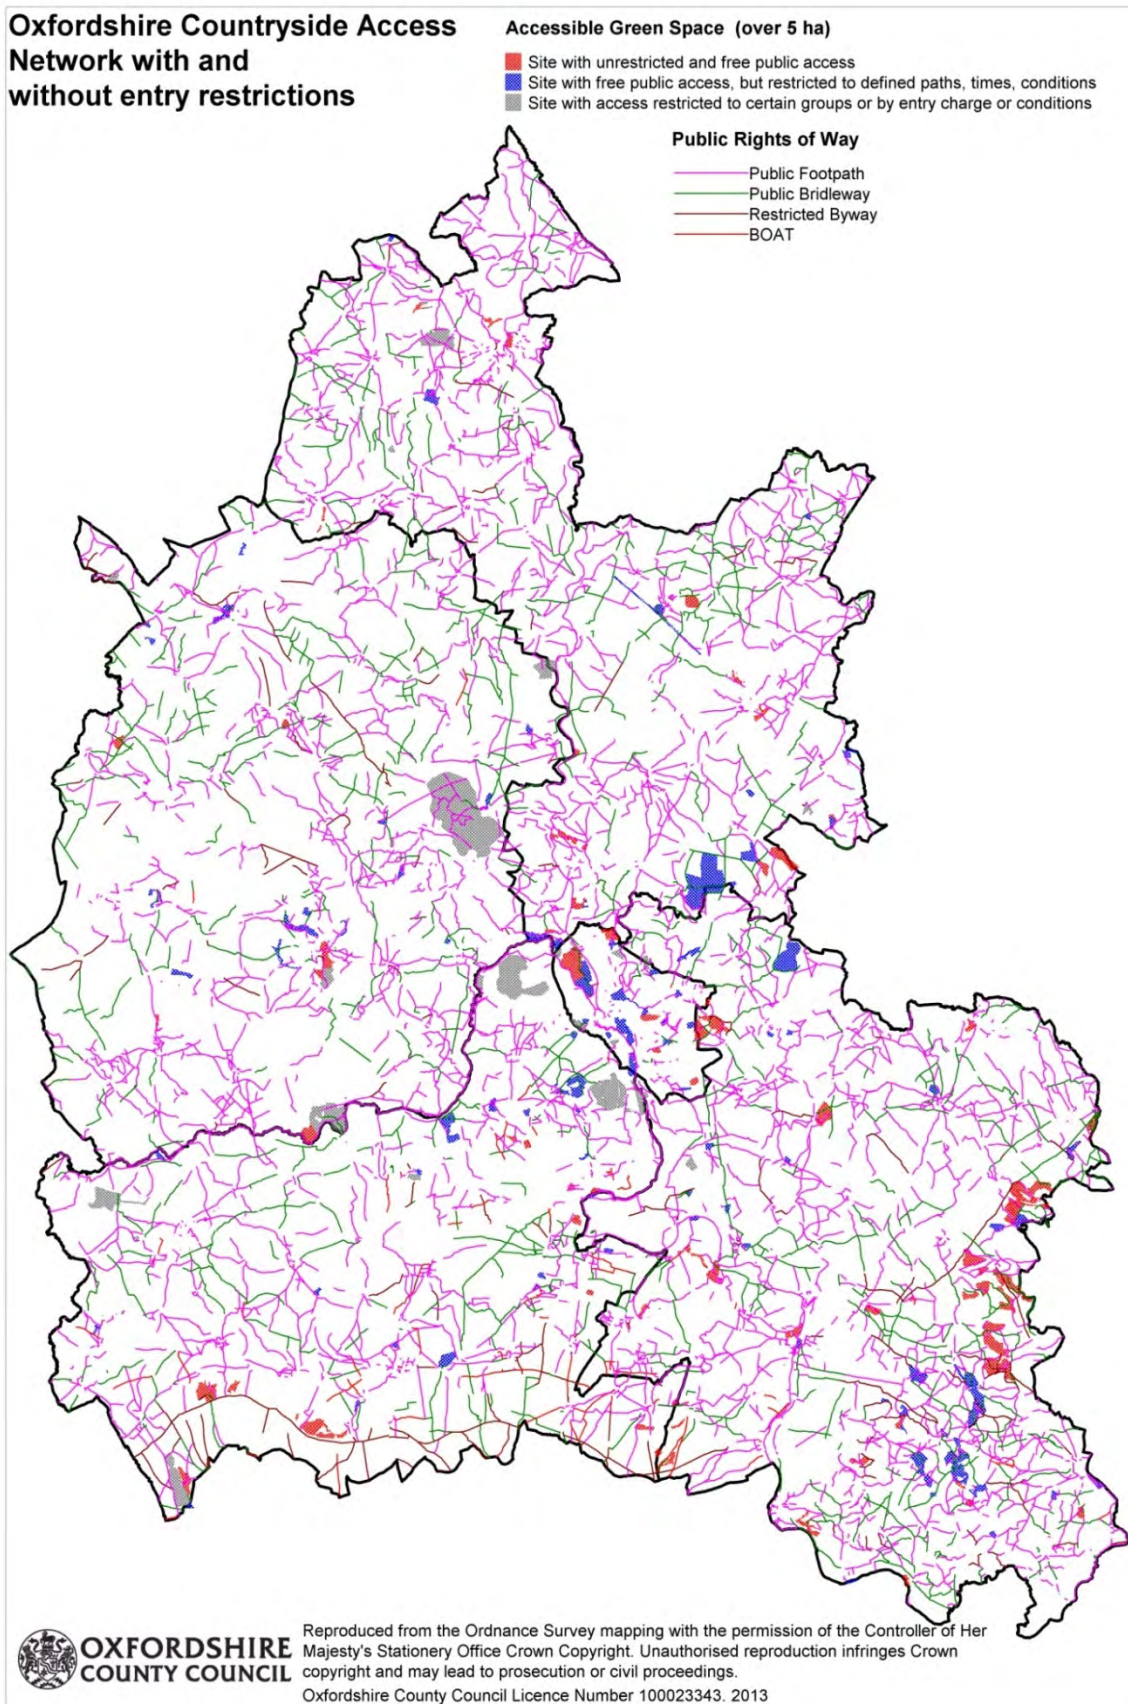 Oxfordshire Countryside Access
Network with and
without entry restrictions
Accessible Green Space (over 5 ha)
Site with unrestricted and free public access
Site with free public access, but restricted to defined paths, times, conditions
Site with access restricted to certain groups or by entry charge or conditions
Public Rights of Way
Public Footpath
Public Bridleway
Restricted Byway
BOAT
OXFORDSHIRE
COUNTY COUNCIL
Reproduced from the Ordnance Survey mapping with the permission of the Controller of Her
Majesty's Stationery Office Crown Copyright. Unauthorised reproduction infringes Crown
copyright and may lead to prosecution or civil proceedings.
Oxfordshire County Council Licence Number 100023343. 2013